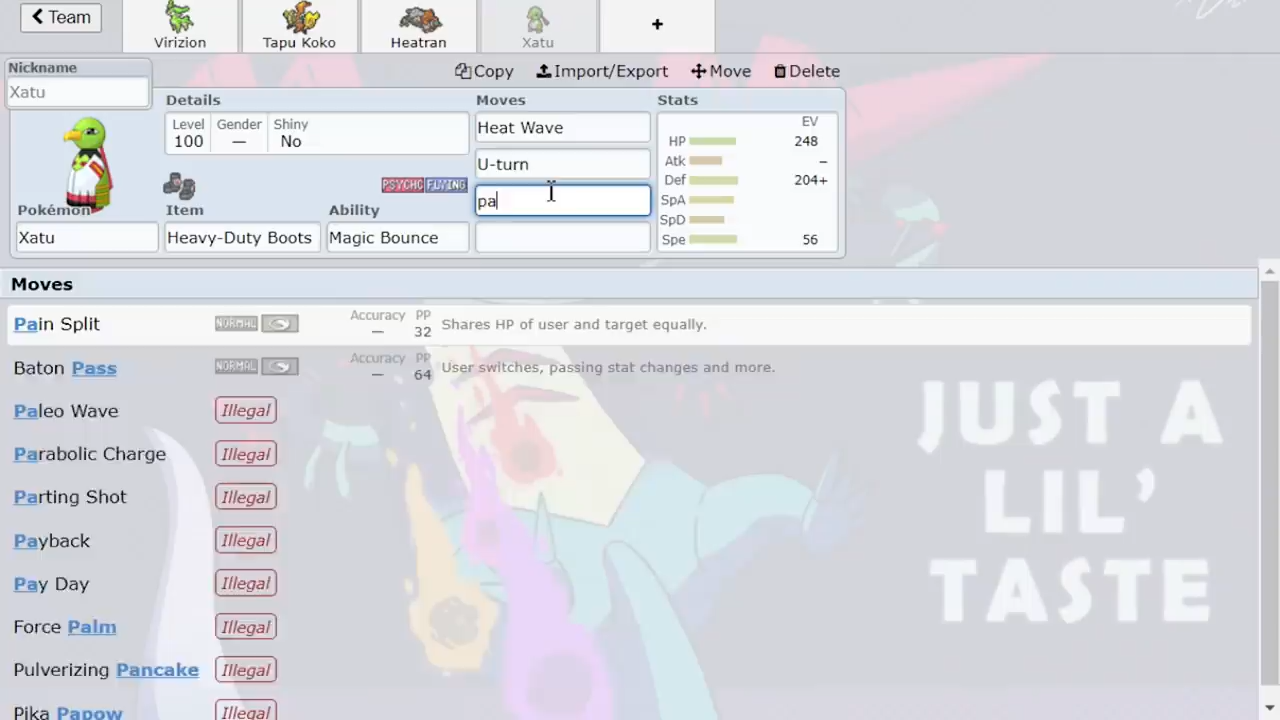 Team
Virizion
Tapu Koko
Heatran
Xatu
+
Nickname
Xatu
Copy
Import/Export
Move
Delete
Details
Level
100
Gender
—
Shiny
No
PSYCHC FLYING
Pokémon
Xatu
Item
Heavy-Duty Boots
Ability
Magic Bounce
Moves
Heat Wave
U-turn
pa
Stats
EV
HP 248
Atk –
Def 204+
SpA
SpD
Spe 56
Moves
Pain Split NORMAL Accuracy — PP 32 Shares HP of user and target equally.
Baton Pass NORMAL Accuracy — PP 64 User switches, passing stat changes and more.
Paleo Wave Illegal
Parabolic Charge Illegal
Parting Shot Illegal
Payback Illegal
Pay Day Illegal
Force Palm Illegal
Pulverizing Pancake Illegal
Pika Papow Illegal
JUST A
LIL'
TASTE